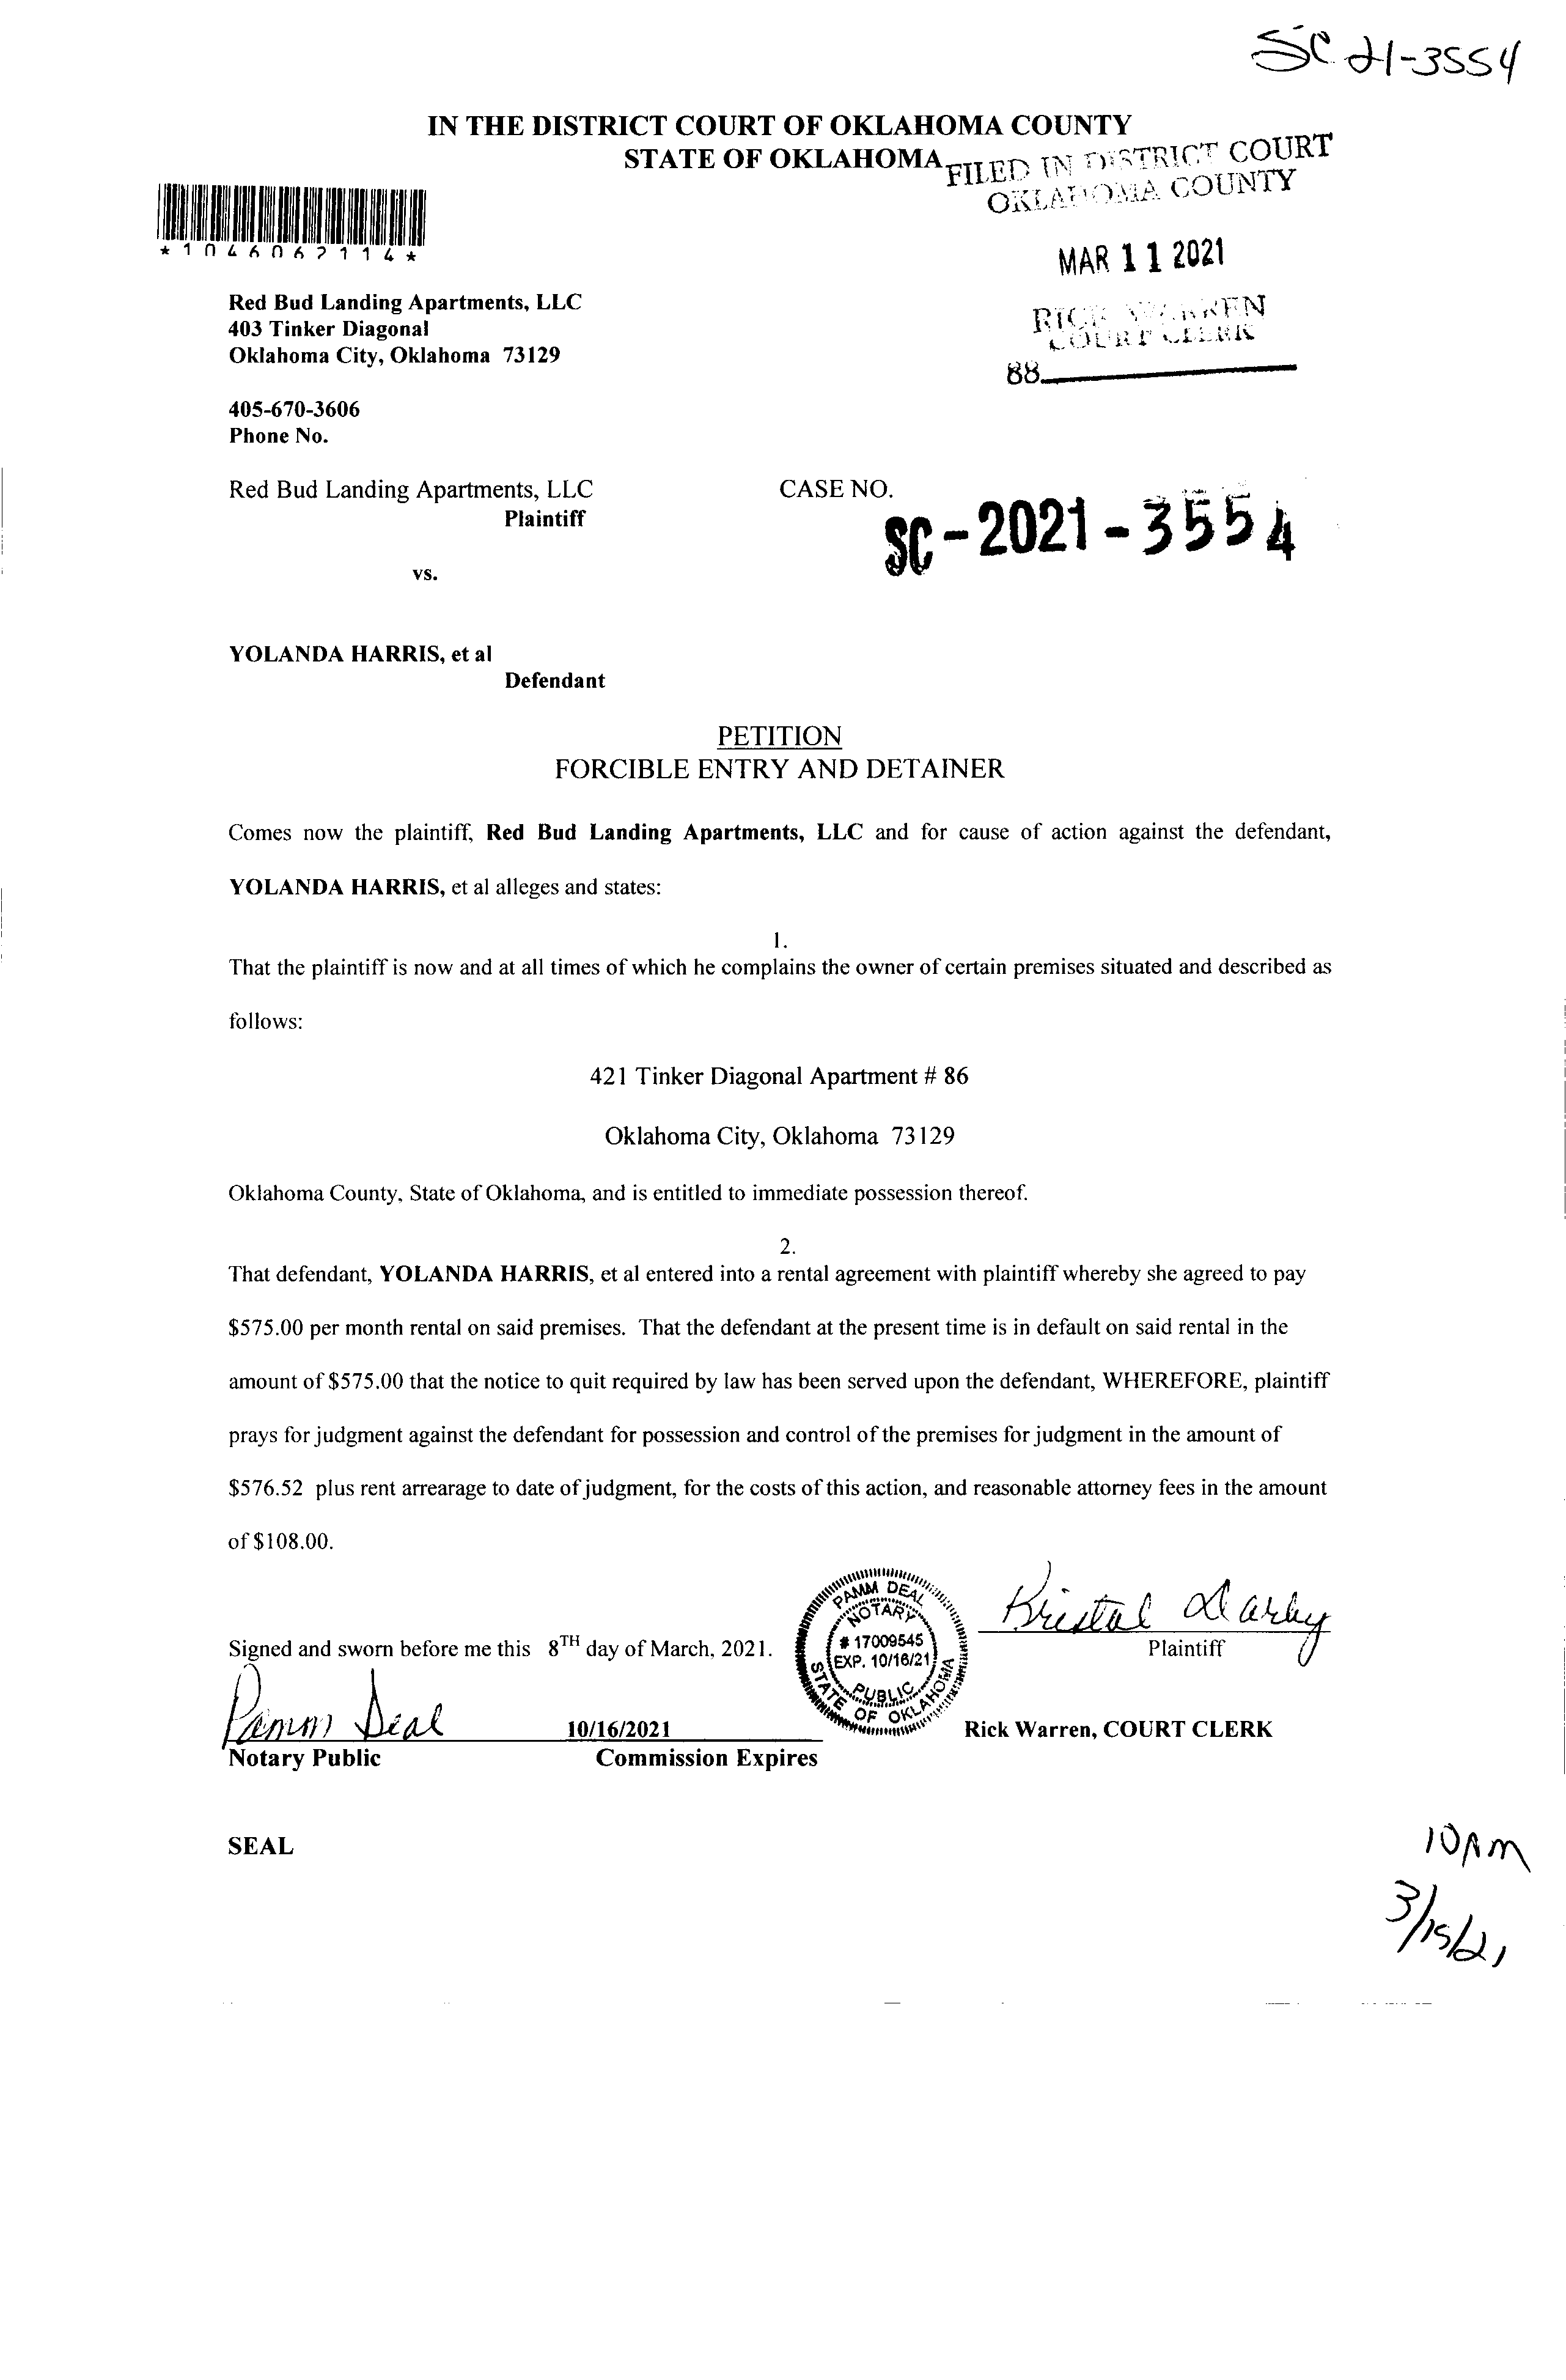 SC 21-3554
IN THE DISTRICT COURT OF OKLAHOMA COUNTY
STATE OF OKLAHOMA
FILED IN DISTRICT COURT
OKLAHOMA COUNTY
*1046062114*
MAR 11 2021
Red Bud Landing Apartments, LLC
RICK WARREN
403 Tinker Diagonal
COURT CLERK
Oklahoma City, Oklahoma 73129
88
405-670-3606
Phone No.
Red Bud Landing Apartments, LLC CASE NO.
Plaintiff
SC-2021-3554
vs.
YOLANDA HARRIS, et al
Defendant
PETITION
FORCIBLE ENTRY AND DETAINER
Comes now the plaintiff, Red Bud Landing Apartments, LLC and for cause of action against the defendant,
YOLANDA HARRIS, et al alleges and states:
1.
That the plaintiff is now and at all times of which he complains the owner of certain premises situated and described as
follows:
421 Tinker Diagonal Apartment # 86
Oklahoma City, Oklahoma 73129
Oklahoma County, State of Oklahoma, and is entitled to immediate possession thereof.
2.
That defendant, YOLANDA HARRIS, et al entered into a rental agreement with plaintiff whereby she agreed to pay
$575.00 per month rental on said premises. That the defendant at the present time is in default on said rental in the
amount of $575.00 that the notice to quit required by law has been served upon the defendant, WHEREFORE, plaintiff
prays for judgment against the defendant for possession and control of the premises for judgment in the amount of
$576.52 plus rent arrearage to date of judgment, for the costs of this action, and reasonable attorney fees in the amount
of $108.00.
Kristal Darby
Signed and sworn before me this 8TH day of March, 2021.
Plaintiff
PAMM DEAL
NOTARY
# 17009545
EXP. 10/16/21
PUBLIC
STATE OF OKLAHOMA
Pamm Deal
10/16/2021
Rick Warren, COURT CLERK
Notary Public Commission Expires
SEAL
10AM
3/15/21